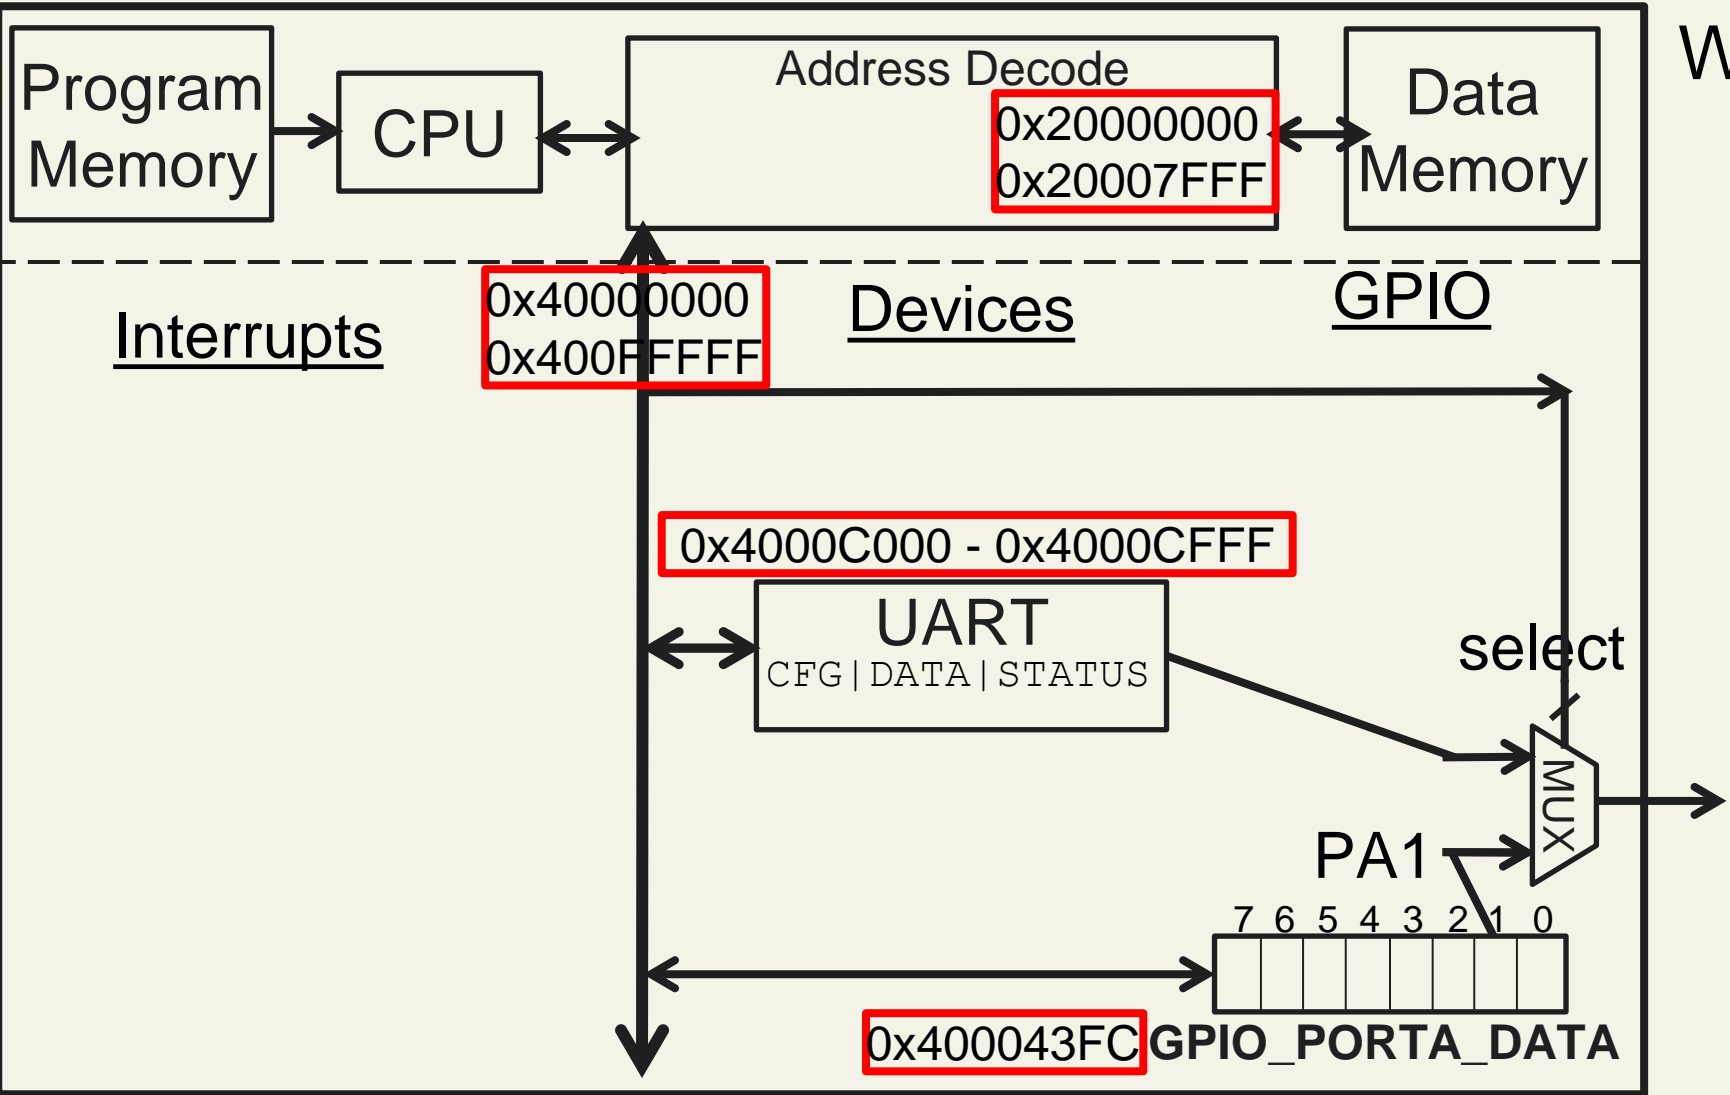 Program
Memory
CPU
Address Decode
0x20000000
0x20007FFF
Data
Memory
W
Interrupts
0x40000000
0x400FFFFF
Devices
GPIO
0x4000C000 - 0x4000CFFF
UART
CFG|DATA|STATUS
select
MUX
PA1
7 6 5 4 3 2 1 0
0x400043FC GPIO_PORTA_DATA